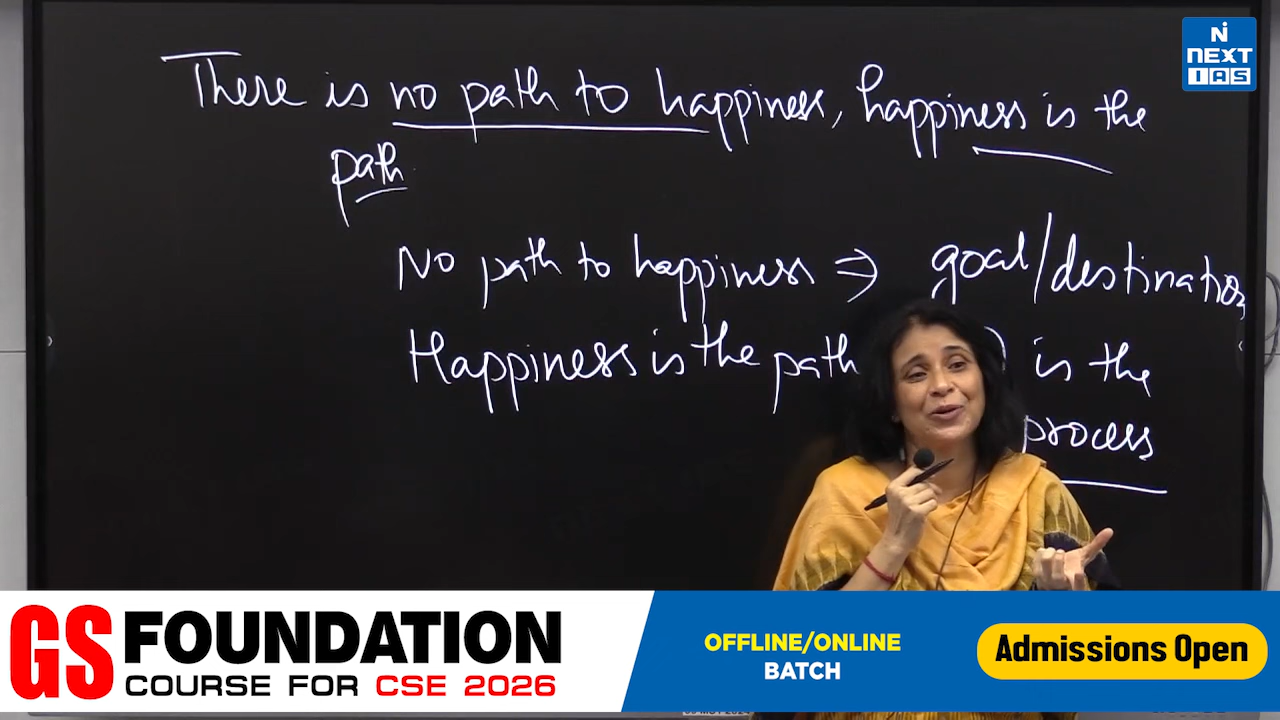 There is no path to happiness, happiness is the
path.
No path to happiness ⇒ goal/destination
Happiness is the path is the
process
N
NEXT
IAS
GS FOUNDATION
COURSE FOR CSE 2026
OFFLINE/ONLINE
BATCH
Admissions Open